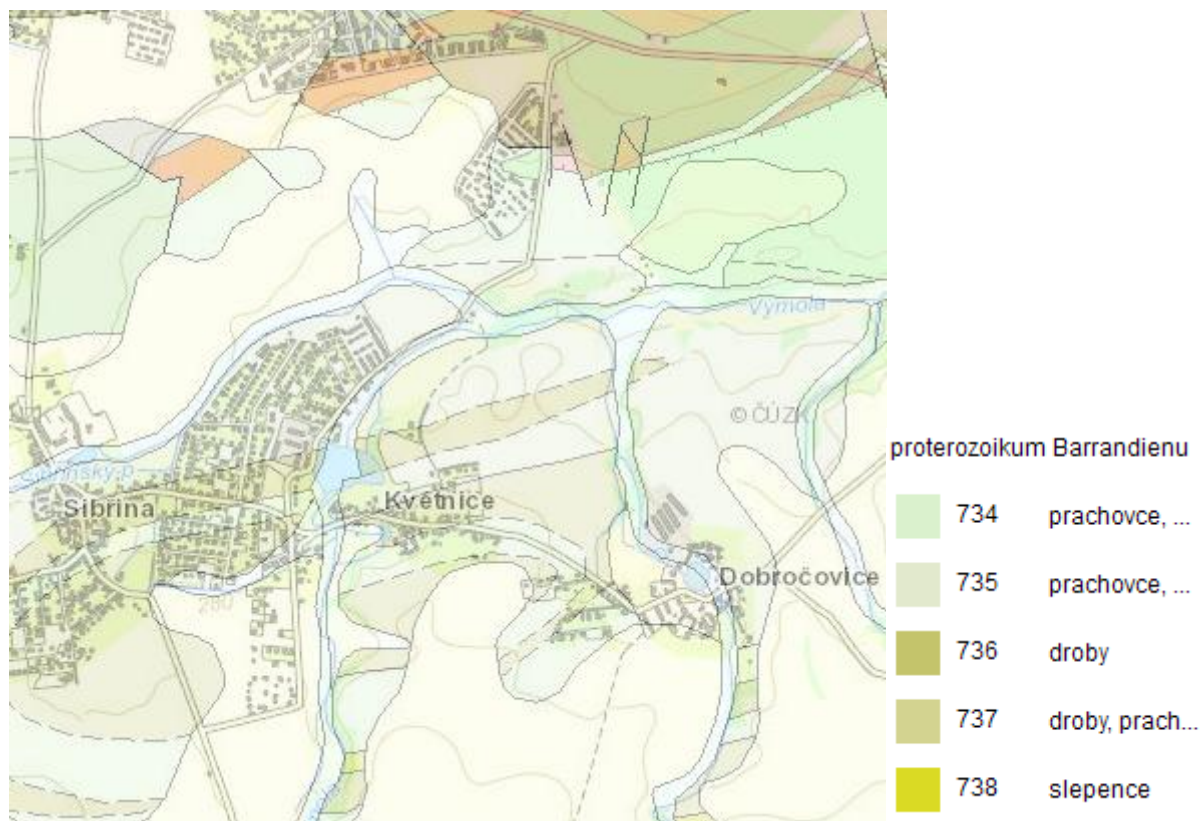 Výmola
© ČÚZK
Sibřinský p.
Sibřina
Květnice
Dobročovice
280
proterozoikum Barrandienu
734 prachovce, ...
735 prachovce, ...
736 droby
737 droby, prach...
738 slepence